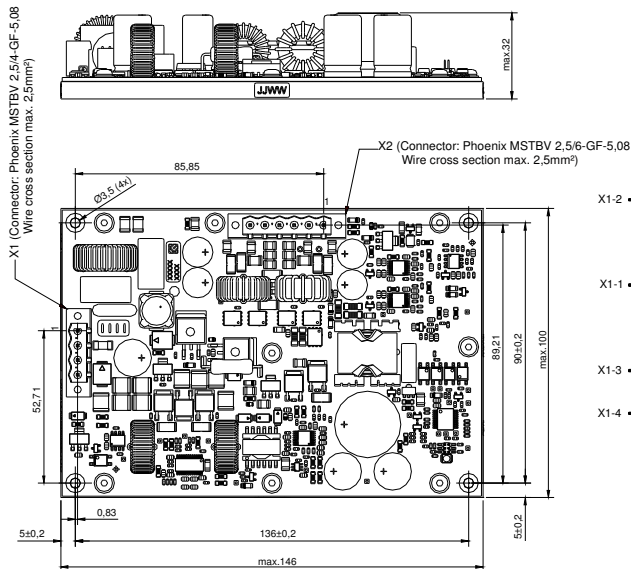 X1 (Connector: Phoenix MSTBV 2,5/4-GF-5,08
Wire cross section max. 2,5mm²)
JJWW
max.32
X2 (Connector: Phoenix MSTBV 2,5/6-GF-5,08
Wire cross section max. 2,5mm²)
85,85
Ø3,5 (4x)
1
1
52,71
89,21
90±0,2
max.100
0,83
5±0,2
136±0,2
5±0,2
max.146
X1-2
X1-1
X1-3
X1-4